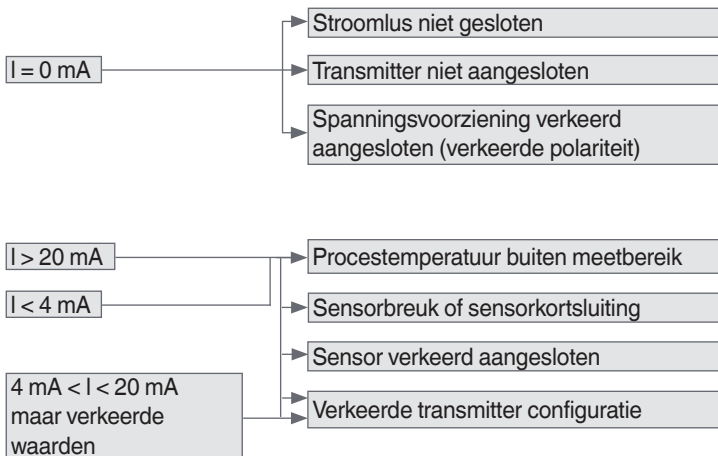 I = 0 mA
Stroomlus niet gesloten
Transmitter niet aangesloten
Spanningsvoorziening verkeerd
aangesloten (verkeerde polariteit)
I > 20 mA
I < 4 mA
4 mA < I < 20 mA
maar verkeerde
waarden
Procestemperatuur buiten meetbereik
Sensorbreuk of sensorkortsluiting
Sensor verkeerd aangesloten
Verkeerde transmitter configuratie